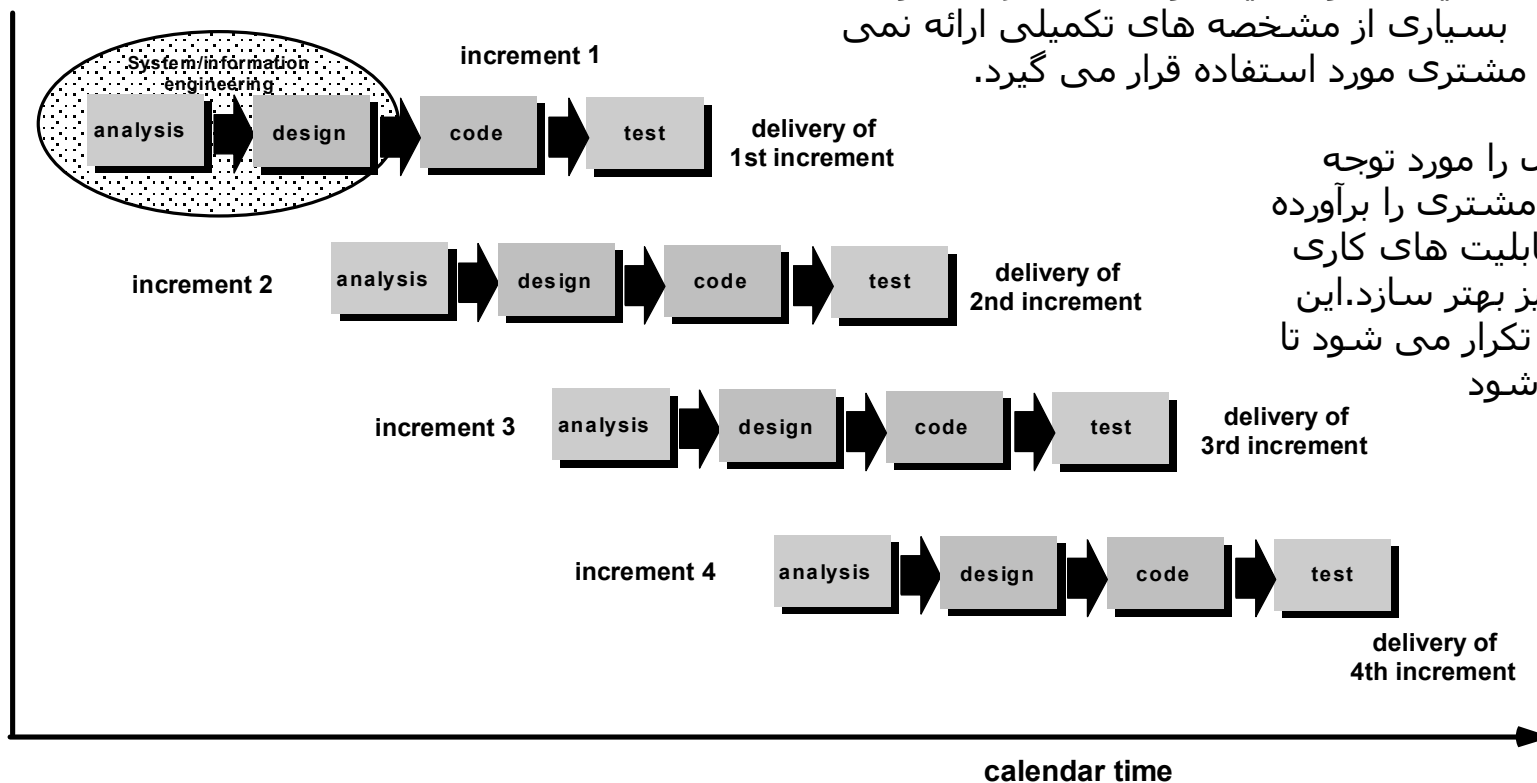 بسیاری از مشخصه های تکمیلی ارائه نمی
مشتری مورد استفاده قرار می گیرد.
increment 1
System/information
engineering
analysis design code test
delivery of
1st increment
را مورد توجه
مشتری را برآورده
های کاری
بهتر سازد.این
تکرار می شود تا
شود
increment 2
analysis design code test
delivery of
2nd increment
increment 3
analysis design code test
delivery of
3rd increment
increment 4
analysis design code test
delivery of
4th increment
calendar time